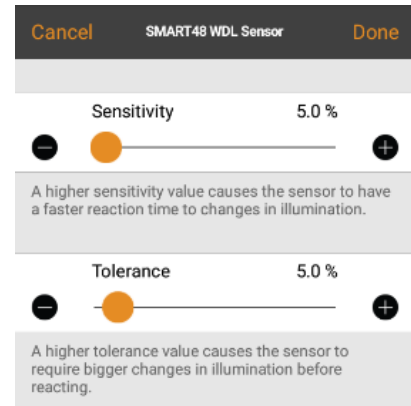 Cancel SMART48 WDL Sensor Done
Sensitivity 5.0 %
A higher sensitivity value causes the sensor to have
a faster reaction time to changes in illumination.
Tolerance 5.0 %
A higher tolerance value causes the sensor to
require bigger changes in illumination before
reacting.